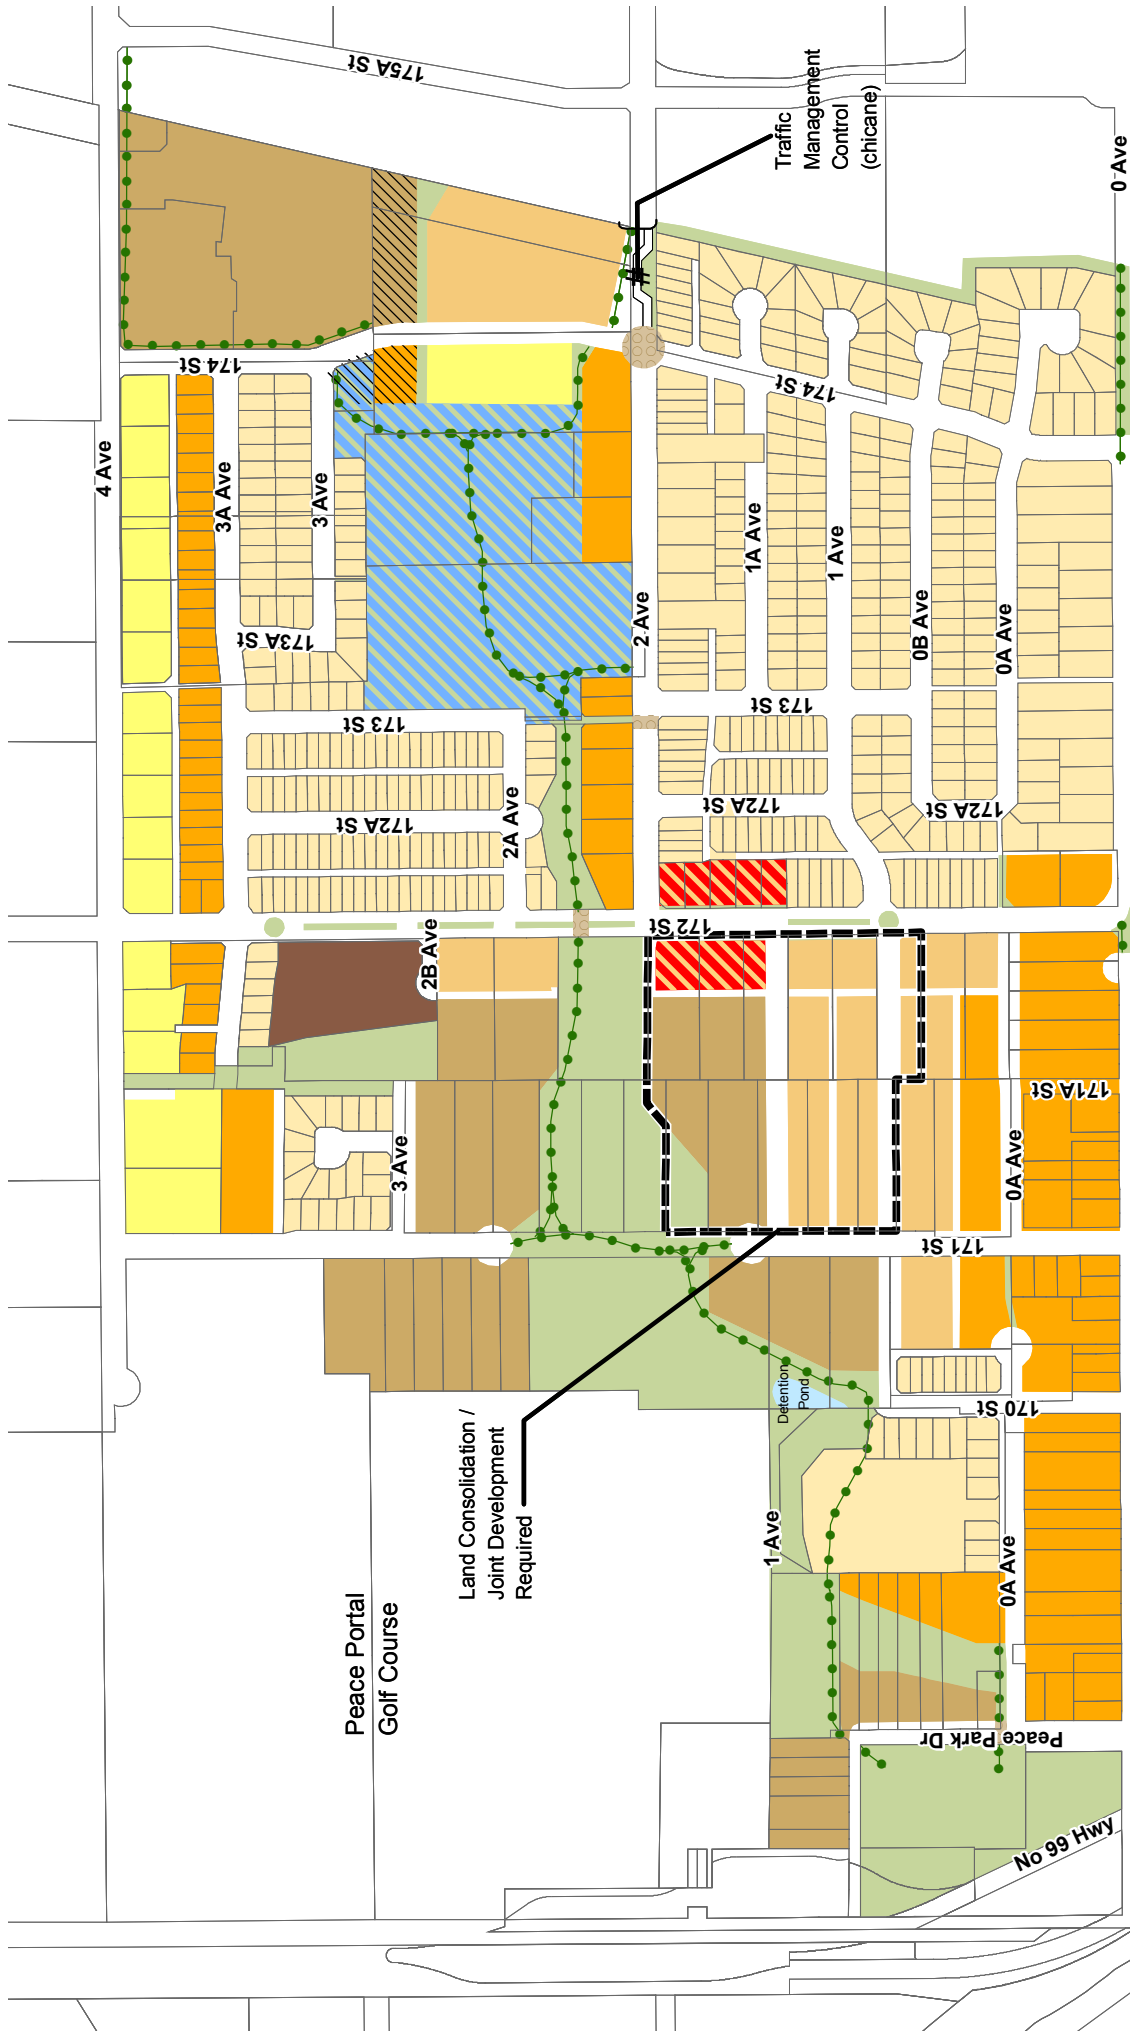 175A St
Traffic
Management
Control
(chicane)
0 Ave
174 St
174 St
4 Ave
3A Ave
3 Ave
1A Ave
1 Ave
2 Ave
0B Ave
0A Ave
173A St
173 St
173 St
172A St
172A St
172A St
2A Ave
172 St
2B Ave
171A St
3 Ave
0A Ave
171 St
Detention
Pond
170 St
Land Consolidation /
Joint Development
Required
1 Ave
0A Ave
Peace Portal
Golf Course
Peace Park Dr
No 99 Hwy